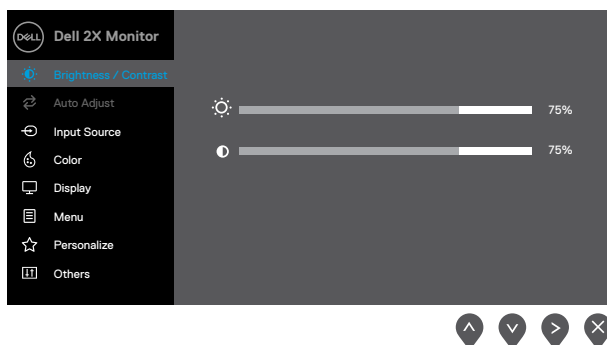 DELL Dell 2X Monitor
Brightness / Contrast
Auto Adjust
75%
Input Source
Color
75%
Display
Menu
Personalize
Others